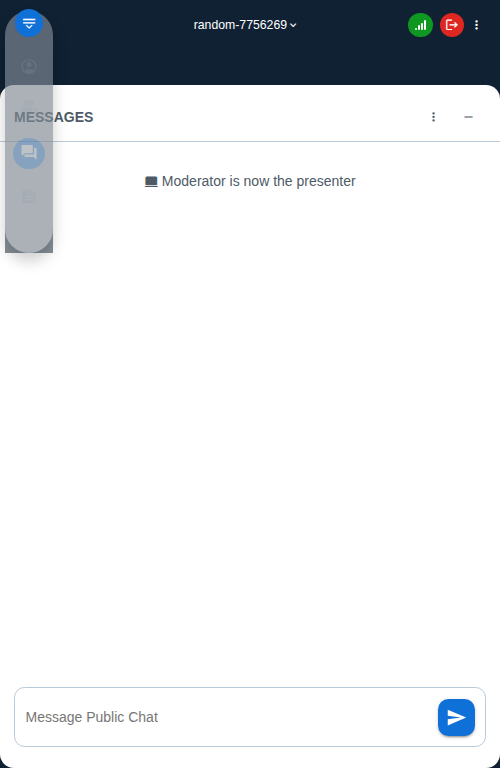 random-7756269
MESSAGES
Moderator is now the presenter
Message Public Chat